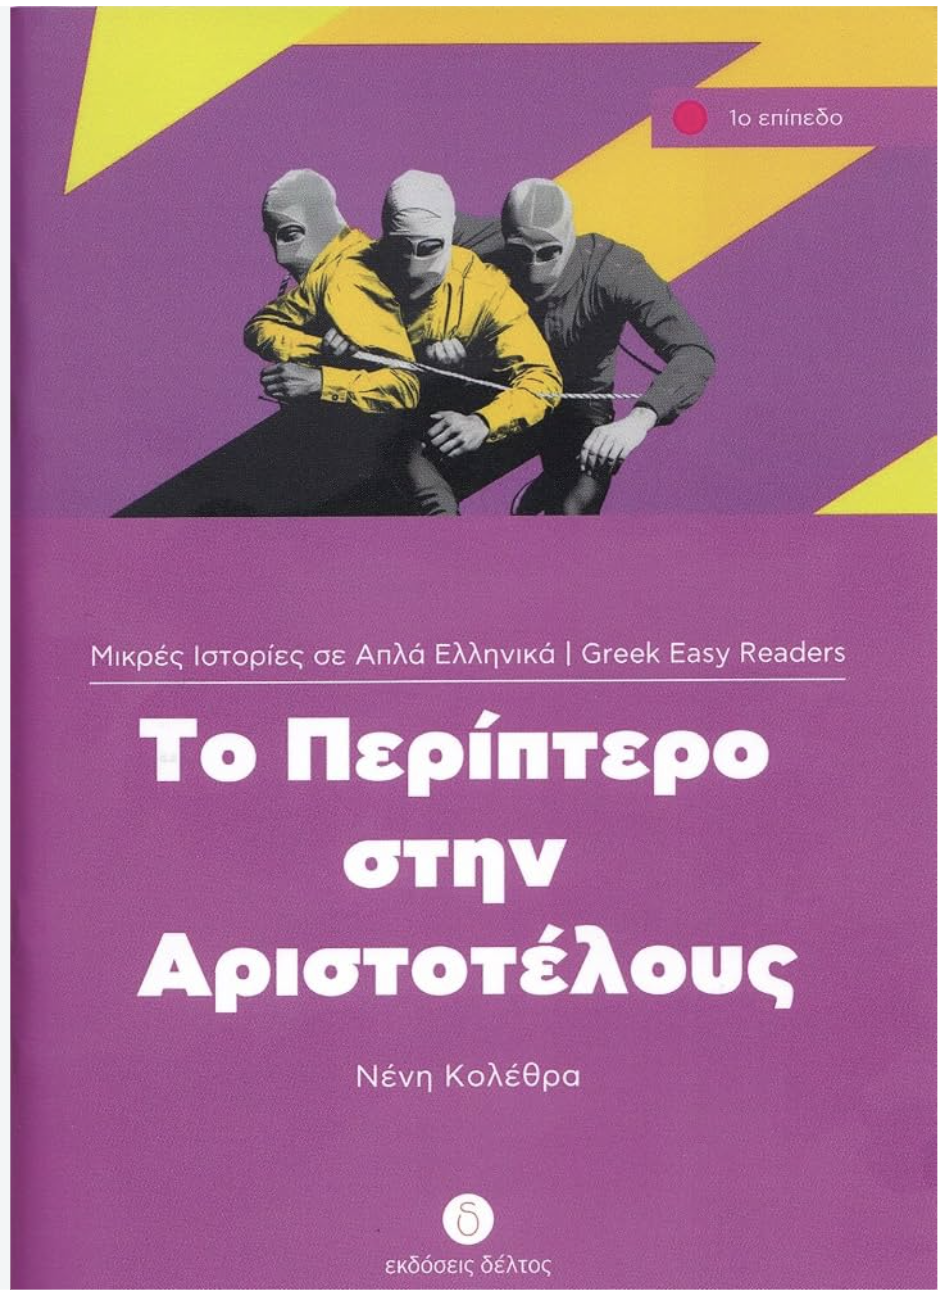 1ο επίπεδο
Μικρές Ιστορίες σε Απλά Ελληνικά | Greek Easy Readers
Το Περίπτερο
στην
Αριστοτέλους
Νένη Κολέθρα
δ
εκδόσεις δέλτος